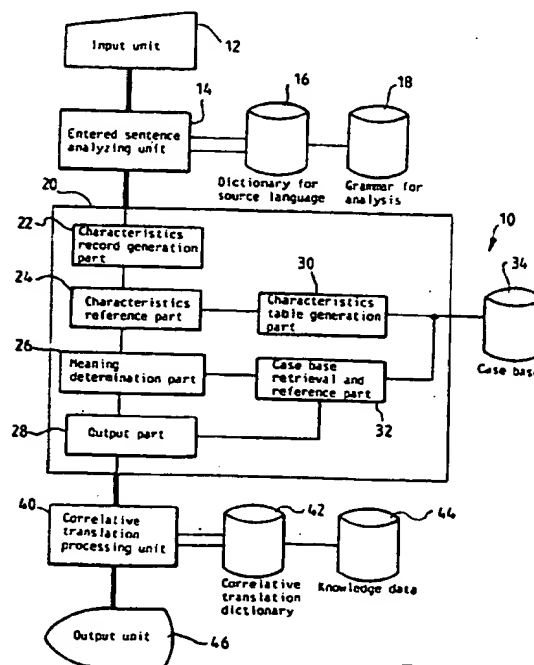 12
Input unit
14
16
18
Entered sentence
analyzing unit
Dictionary for
source language
Grammar for
analysis
20
22
Characteristics
record generation
part
10
24
30
34
Characteristics
reference part
Characteristics
table generation
part
26
Meaning
determination part
Case base
retrieval and
reference part
Case base
28
32
Output part
40
42
44
Correlative
translation
processing unit
Correlative
translation
dictionary
Knowledge data
Output unit
46